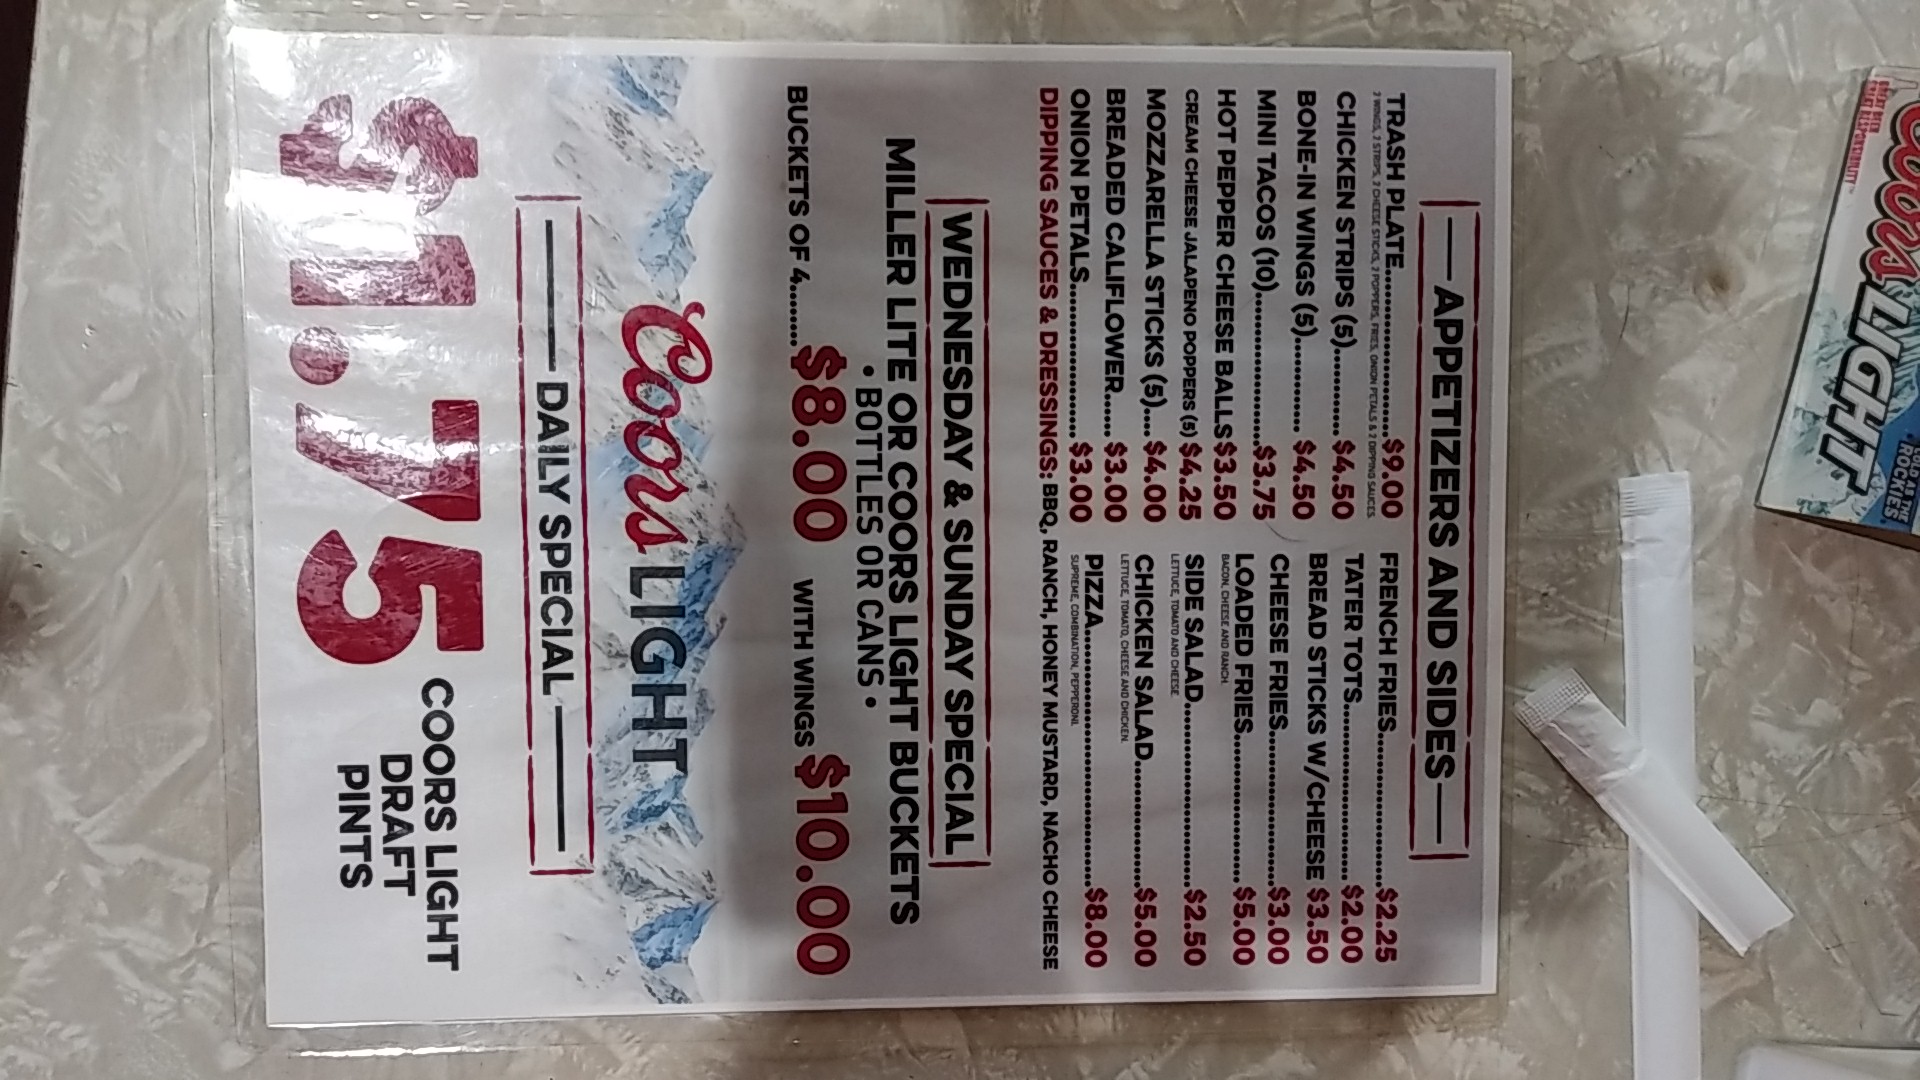 APPETIZERS AND SIDES
TRASH PLATE $9.00
2 WINGS, 2 STRIPS, 2 CHEESE STICKS, 2 POPPERS, FRIES, ONION PETALS & 2 DIPPING SAUCES.
CHICKEN STRIPS (5) $4.50
BONE-IN WINGS (5) $4.50
MINI TACOS (10) $3.75
HOT PEPPER CHEESE BALLS $3.50
CREAM CHEESE JALAPENO POPPERS (5) $4.25
MOZZARELLA STICKS (5) $4.00
BREADED CALIFLOWER $3.00
ONION PETALS $3.00
FRENCH FRIES $2.25
TATER TOTS $2.00
BREAD STICKS W/CHEESE $3.50
CHEESE FRIES $3.00
LOADED FRIES $5.00
BACON, CHEESE AND RANCH.
SIDE SALAD $2.50
LETTUCE, TOMATO AND CHEESE.
CHICKEN SALAD $5.00
LETTUCE, TOMATO, CHEESE AND CHICKEN.
PIZZA $8.00
SUPREME, COMBINATION, PEPPERONI.
DIPPING SAUCES & DRESSINGS: BBQ, RANCH, HONEY MUSTARD, NACHO CHEESE
WEDNESDAY & SUNDAY SPECIAL
MILLER LITE OR COORS LIGHT BUCKETS
• BOTTLES OR CANS •
BUCKETS OF 4 $8.00 WITH WINGS $10.00
Coors LIGHT
DAILY SPECIAL
$1.75 COORS LIGHT
DRAFT
PINTS
GREAT BEER
GREAT RESPONSIBILITY
Coors LIGHT
COLD AS THE
ROCKIES